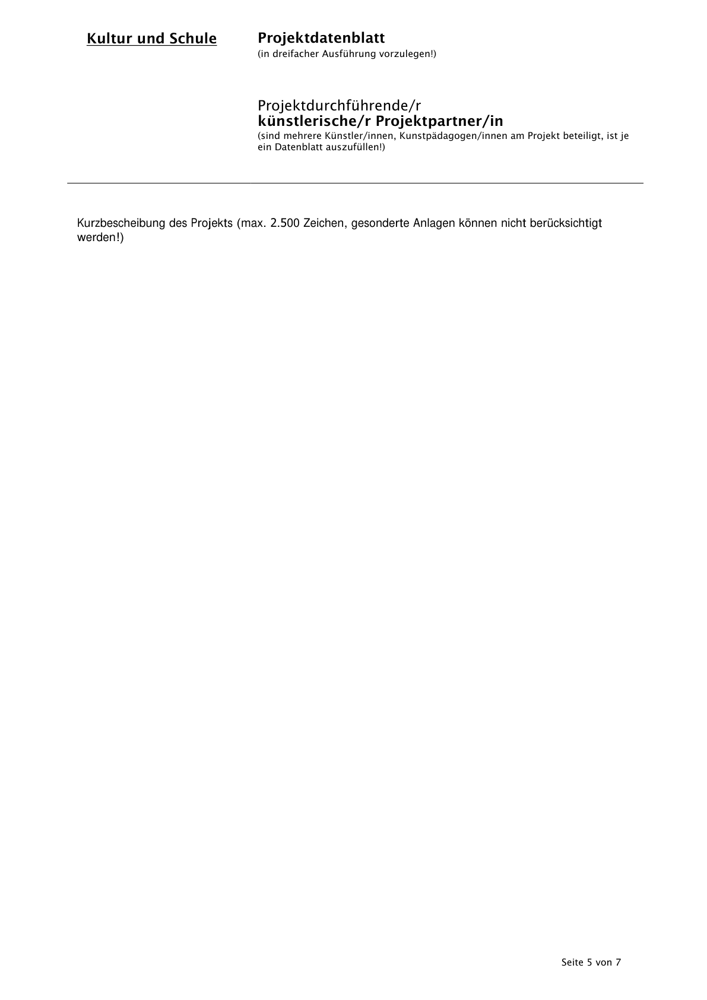 Kultur und Schule
Projektdatenblatt
(in dreifacher Ausführung vorzulegen!)
Projektdurchführende/r
künstlerische/r Projektpartner/in
(sind mehrere Künstler/innen, Kunstpädagogen/innen am Projekt beteiligt, ist je
ein Datenblatt auszufüllen!)
Kurzbescheibung des Projekts (max. 2.500 Zeichen, gesonderte Anlagen können nicht berücksichtigt
werden!)
Seite 5 von 7